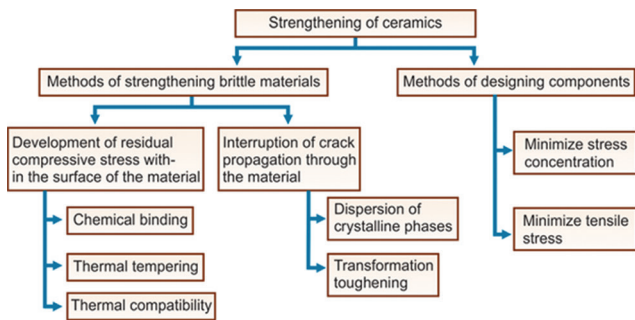 Strengthening of ceramics
Methods of strengthening brittle materials
Methods of designing components
Development of residual
compressive stress with-
in the surface of the material
Interruption of crack
propagation through
the material
Minimize stress
concentration
Chemical binding
Dispersion of
crystalline phases
Minimize tensile
stress
Thermal tempering
Transformation
toughening
Thermal compatibility